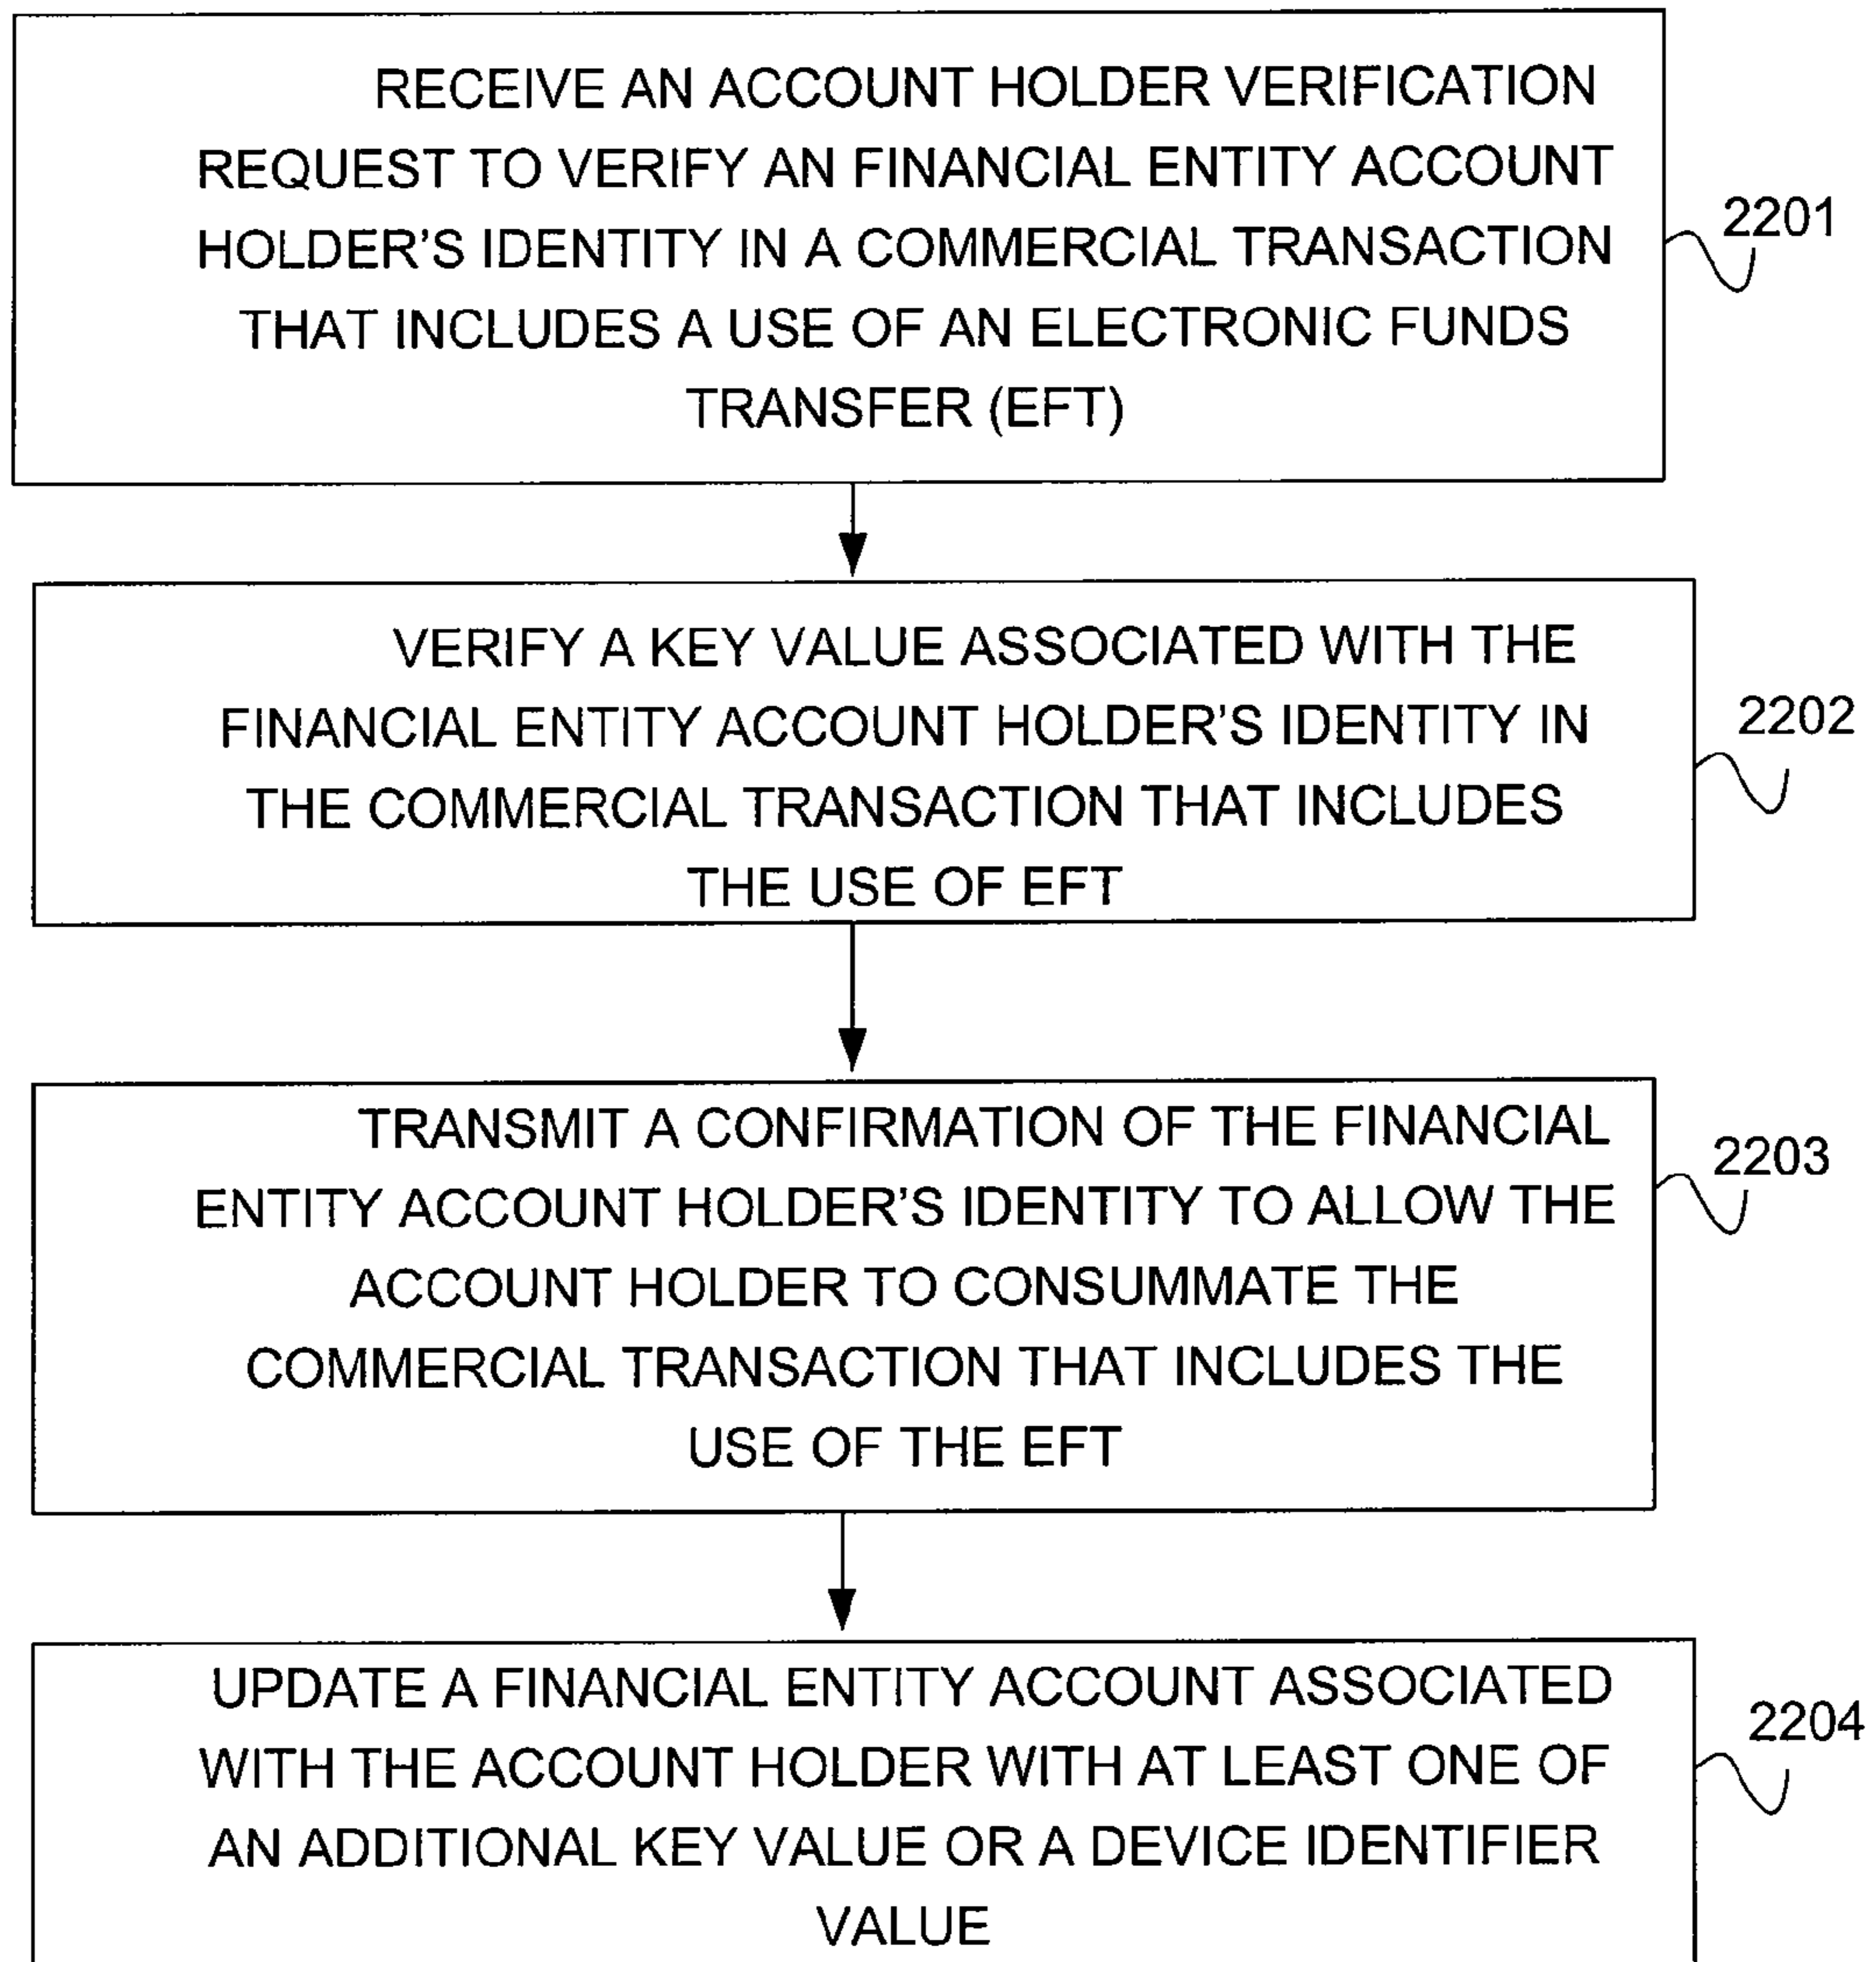 RECEIVE AN ACCOUNT HOLDER VERIFICATION
REQUEST TO VERIFY AN FINANCIAL ENTITY ACCOUNT
HOLDER'S IDENTITY IN A COMMERCIAL TRANSACTION
THAT INCLUDES A USE OF AN ELECTRONIC FUNDS
TRANSFER (EFT)
2201
VERIFY A KEY VALUE ASSOCIATED WITH THE
FINANCIAL ENTITY ACCOUNT HOLDER'S IDENTITY IN
THE COMMERCIAL TRANSACTION THAT INCLUDES
THE USE OF EFT
2202
TRANSMIT A CONFIRMATION OF THE FINANCIAL
ENTITY ACCOUNT HOLDER'S IDENTITY TO ALLOW THE
ACCOUNT HOLDER TO CONSUMMATE THE
COMMERCIAL TRANSACTION THAT INCLUDES THE
USE OF THE EFT
2203
UPDATE A FINANCIAL ENTITY ACCOUNT ASSOCIATED
WITH THE ACCOUNT HOLDER WITH AT LEAST ONE OF
AN ADDITIONAL KEY VALUE OR A DEVICE IDENTIFIER
VALUE
2204